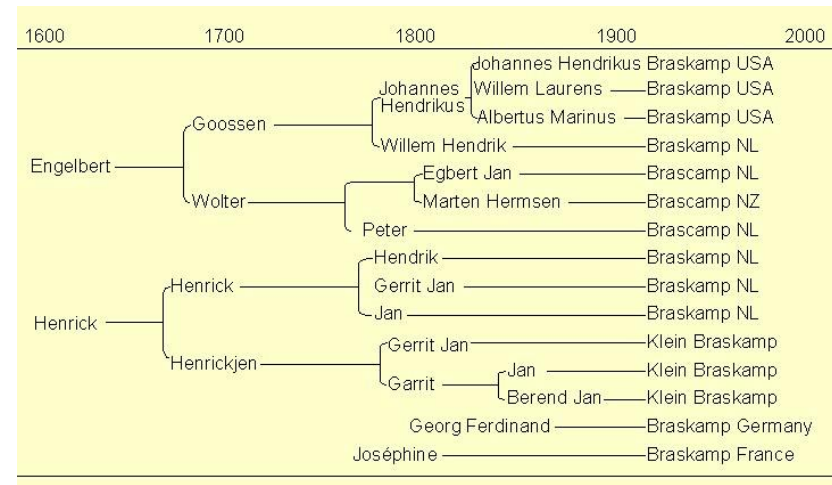 1600 1700 1800 1900 2000
Johannes Hendrikus Braskamp USA
Johannes Willem Laurens Braskamp USA
Hendrikus
Albertus Marinus Braskamp USA
Goossen
Willem Hendrik Braskamp NL
Engelbert
Egbert Jan Brascamp NL
Wolter Marten Hermsen Brascamp NZ
Peter Brascamp NL
Hendrik Braskamp NL
Henrick Gerrit Jan Braskamp NL
Jan Braskamp NL
Henrick
Gerrit Jan Klein Braskamp
Henrickjen
Jan Klein Braskamp
Garrit
Berend Jan Klein Braskamp
Georg Ferdinand Braskamp Germany
Joséphine Braskamp France